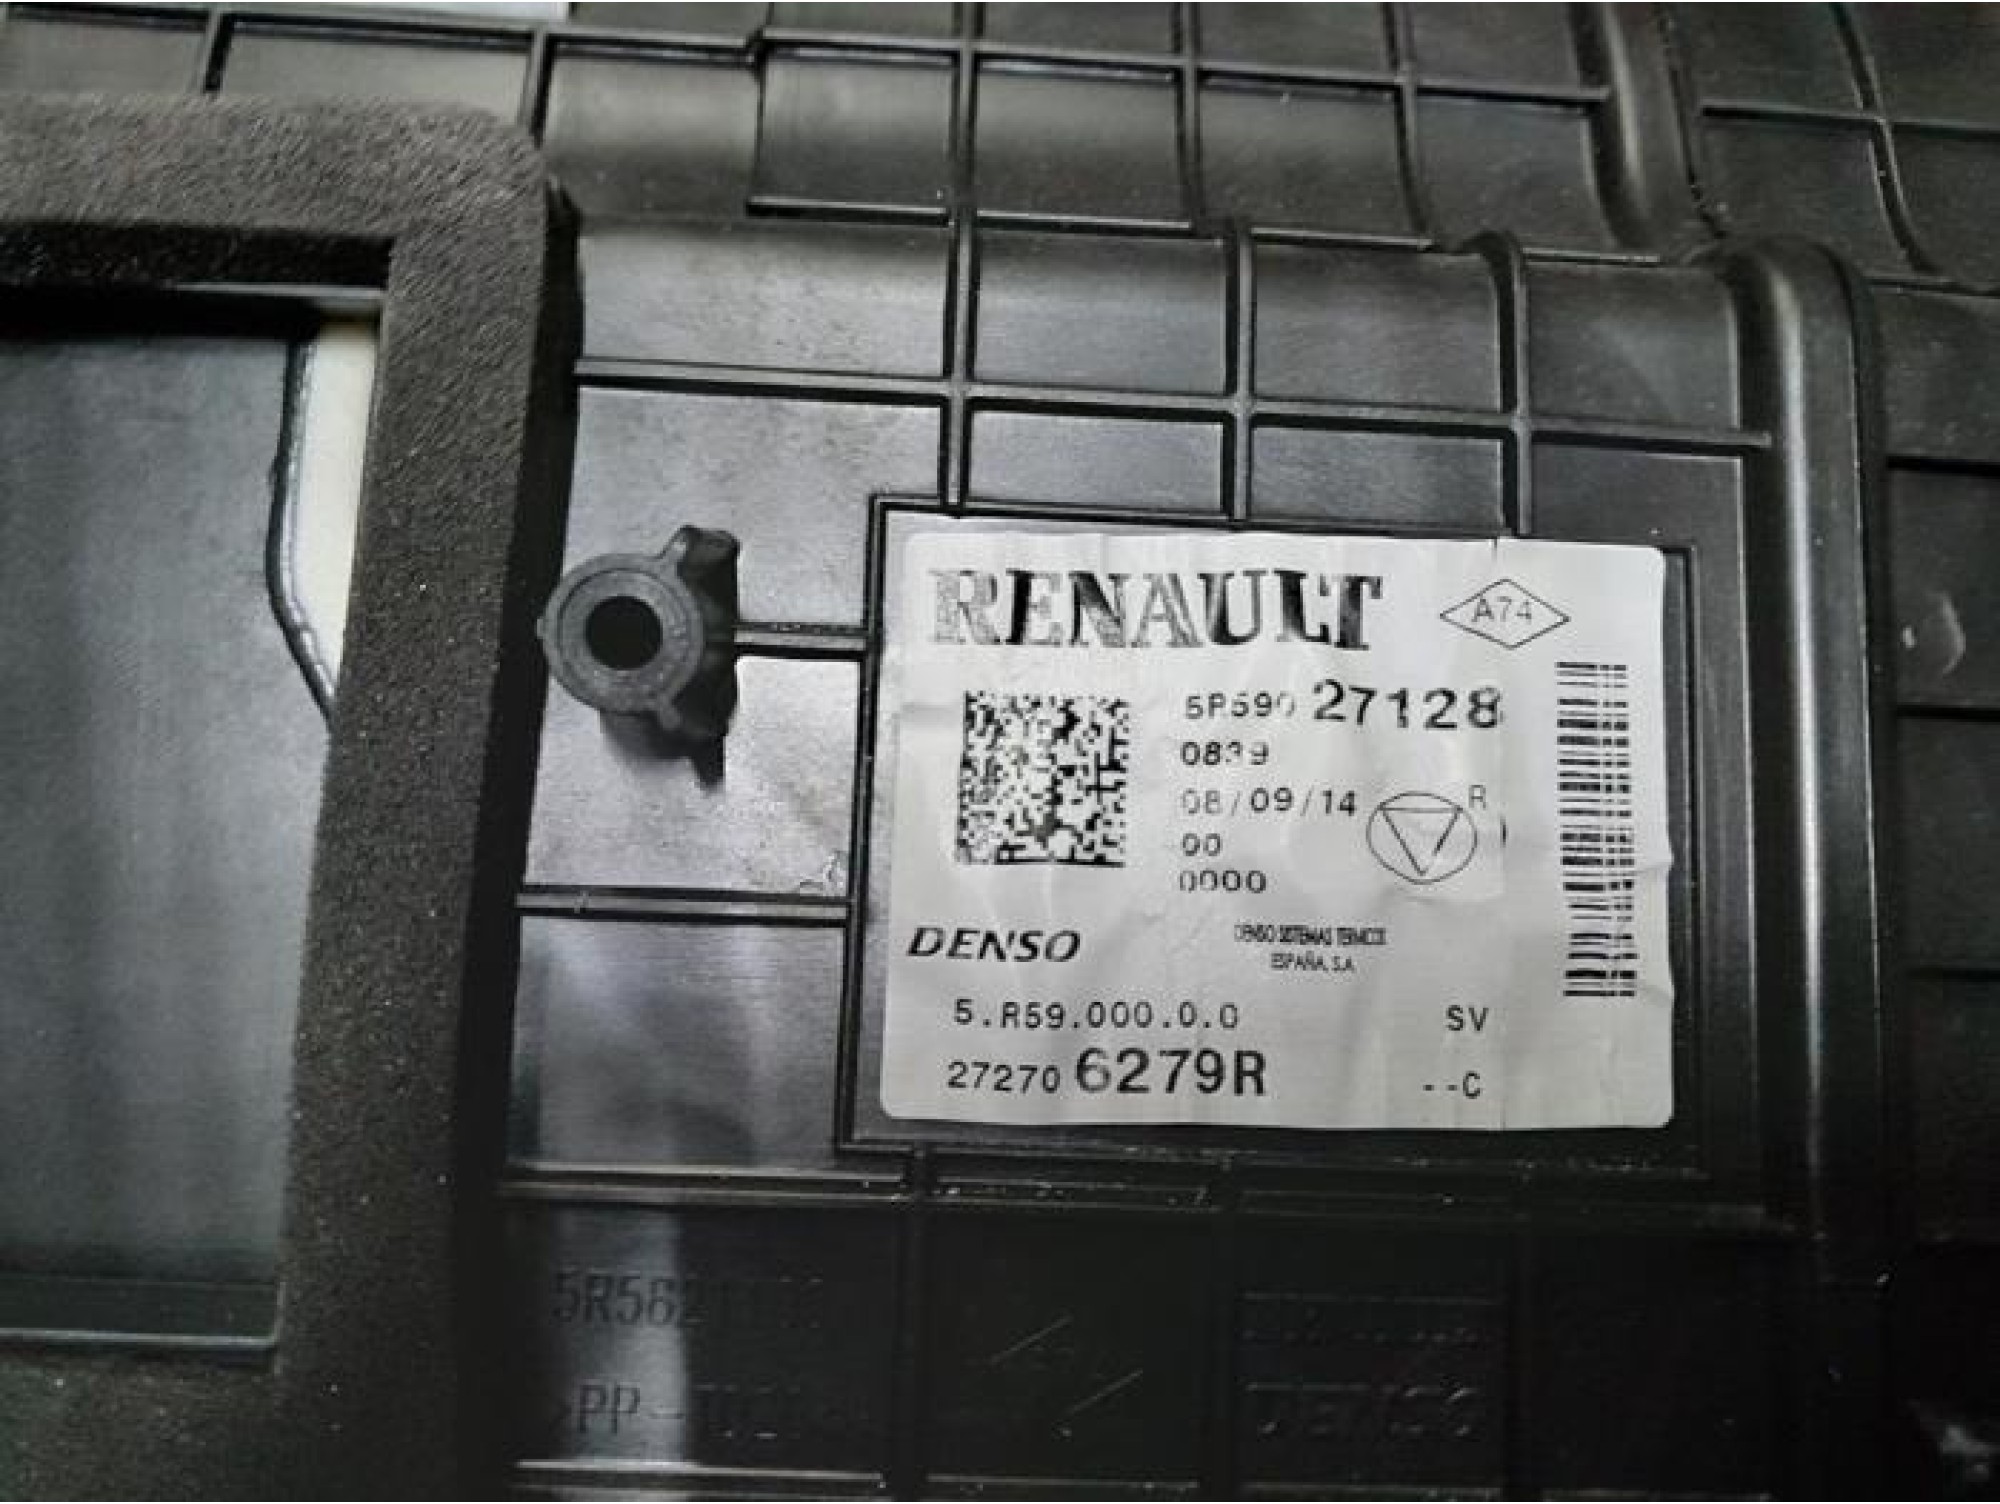 RENAULT
A74
5R590 27128
0839
08/09/14
R
00
0000
DENSO
DENSO SISTEMAS TERMICOS
ESPAÑA, S.A
5.R59.000.0.0 SV
27270 6279R --C
DENSO